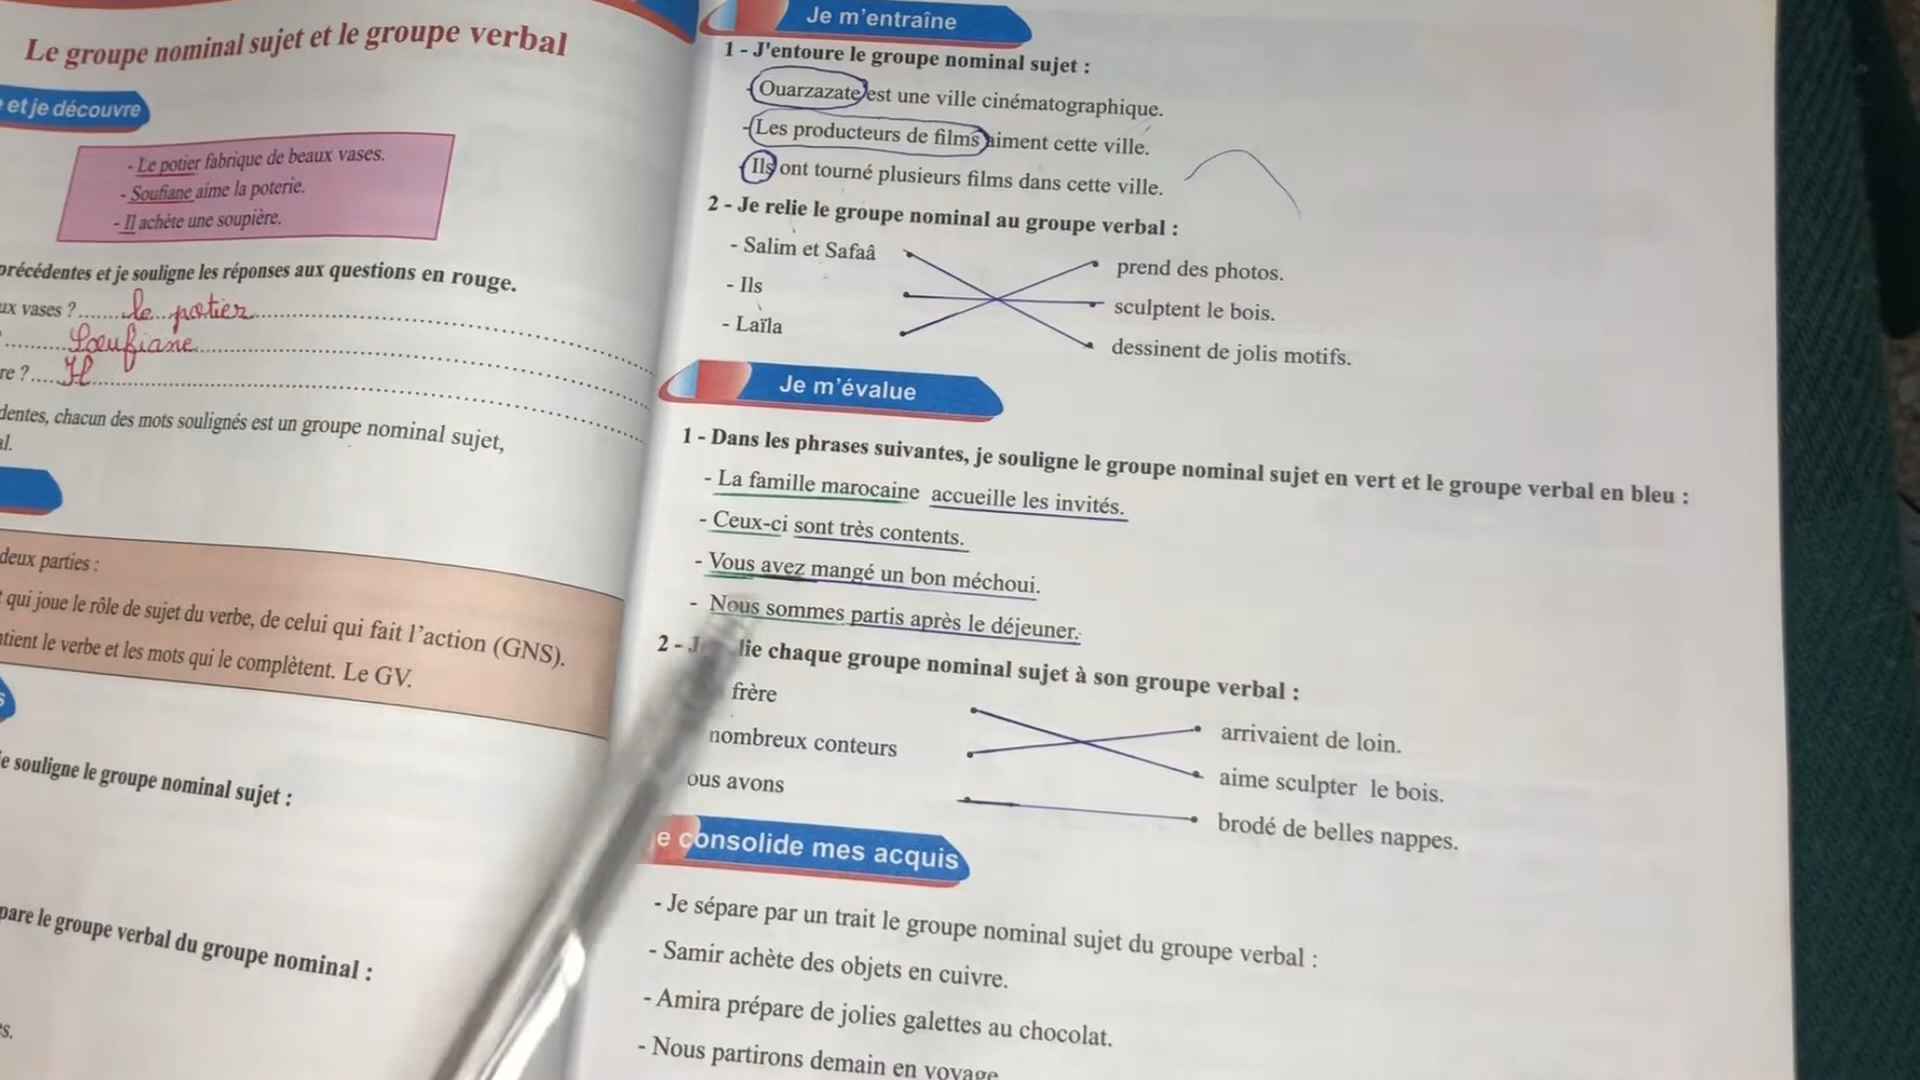 Le groupe nominal sujet et le groupe verbal
et je découvre
- Le potier fabrique de beaux vases.
- Soufiane aime la poterie.
- Il achète une soupière.
précédentes et je souligne les réponses aux questions en rouge.
ux vases ? le potier
Soufiane
re ? Il
dentes, chacun des mots soulignés est un groupe nominal sujet,
al.
deux parties :
qui joue le rôle de sujet du verbe, de celui qui fait l'action (GNS).
tient le verbe et les mots qui le complètent. Le GV.
e souligne le groupe nominal sujet :
pare le groupe verbal du groupe nominal :
s.
Je m'entraîne
1 - J'entoure le groupe nominal sujet :
- Ouarzazate est une ville cinématographique.
- Les producteurs de films aiment cette ville.
- Ils ont tourné plusieurs films dans cette ville.
2 - Je relie le groupe nominal au groupe verbal :
- Salim et Safaâ
prend des photos.
- Ils
sculptent le bois.
- Laïla
dessinent de jolis motifs.
Je m'évalue
1 - Dans les phrases suivantes, je souligne le groupe nominal sujet en vert et le groupe verbal en bleu :
- La famille marocaine accueille les invités.
- Ceux-ci sont très contents.
- Vous avez mangé un bon méchoui.
- Nous sommes partis après le déjeuner.
2 - J lie chaque groupe nominal sujet à son groupe verbal :
frère
arrivaient de loin.
nombreux conteurs
aime sculpter le bois.
ous avons
brodé de belles nappes.
e consolide mes acquis
- Je sépare par un trait le groupe nominal sujet du groupe verbal :
- Samir achète des objets en cuivre.
- Amira prépare de jolies galettes au chocolat.
- Nous partirons demain en voyage